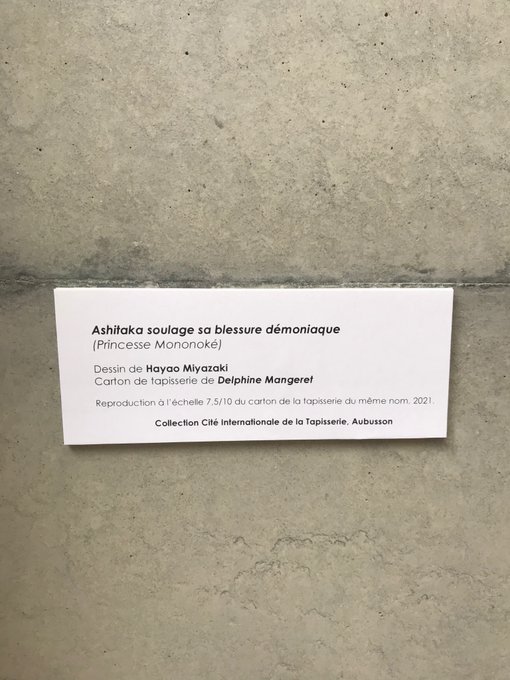 Ashitaka soulage sa blessure démoniaque
(Princesse Mononoké)
Dessin de Hayao Miyazaki
Carton de tapisserie de Delphine Mangeret
Reproduction à l'échelle 7,5/10 du carton de la tapisserie du même nom. 2021.
Collection Cité Internationale de la Tapisserie, Aubusson